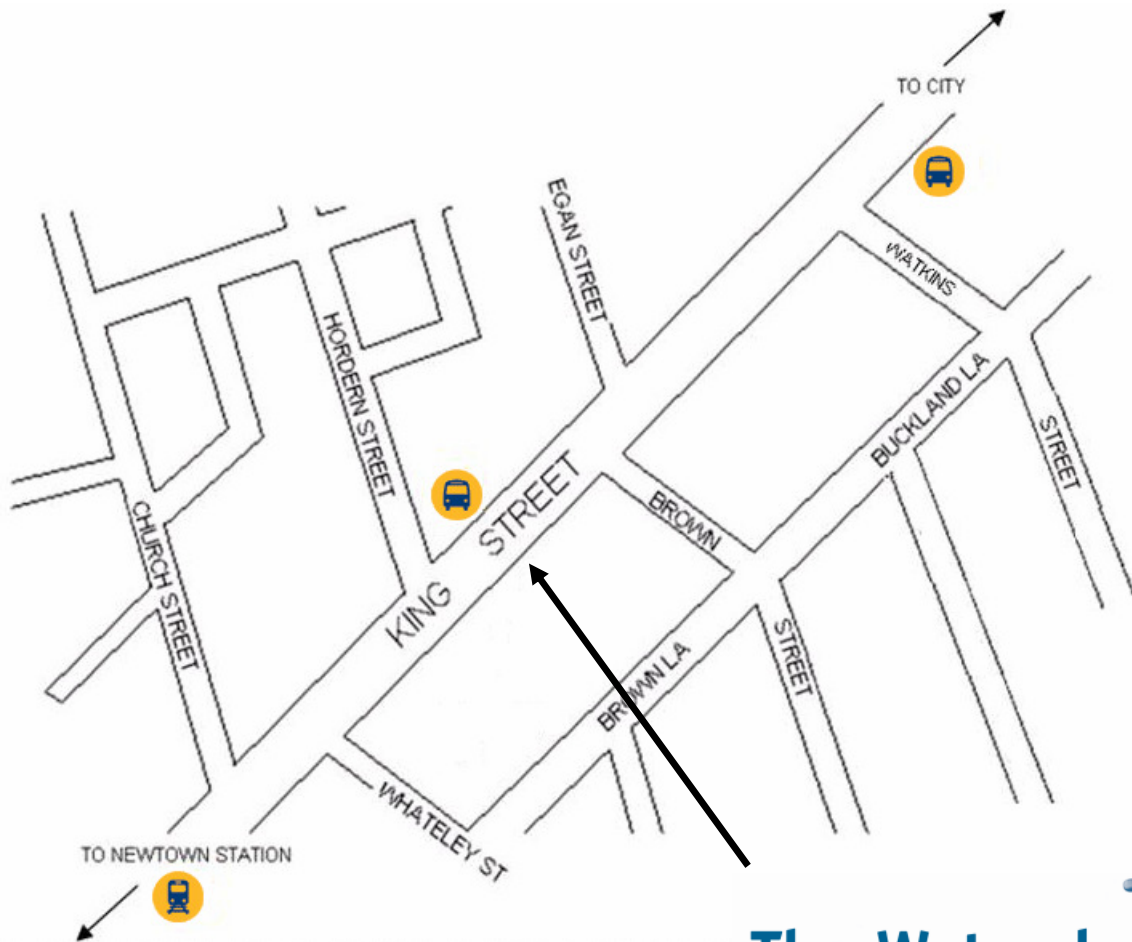 TO CITY
EGAN STREET
WATKINS
STREET
HORDERN STREET
BUCKLAND LA
KING STREET
BROWN
STREET
CHURCH STREET
BROWN LA
WHATELEY ST
TO NEWTOWN STATION
The